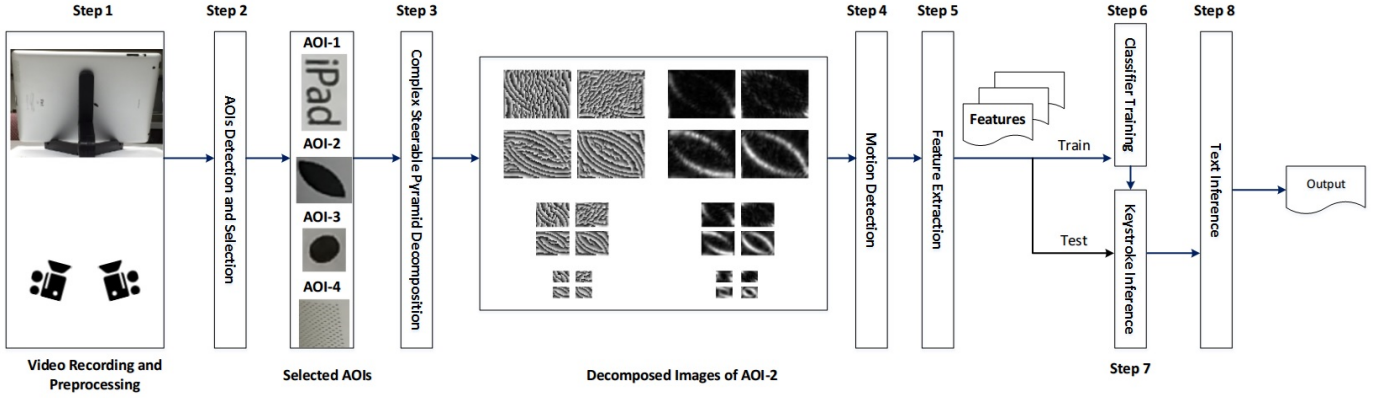 Step 1
Step 2
Step 3
Step 4
Step 5
Step 6
Step 8
AOIs Detection and Selection
AOI-1
iPad
AOI-2
AOI-3
AOI-4
Complex Steerable Pyramid Decomposition
Motion Detection
Feature Extraction
Features
Train
Test
Classifier Training
Keystroke Inference
Text Inference
Output
Video Recording and
Preprocessing
Selected AOIs
Decomposed Images of AOI-2
Step 7